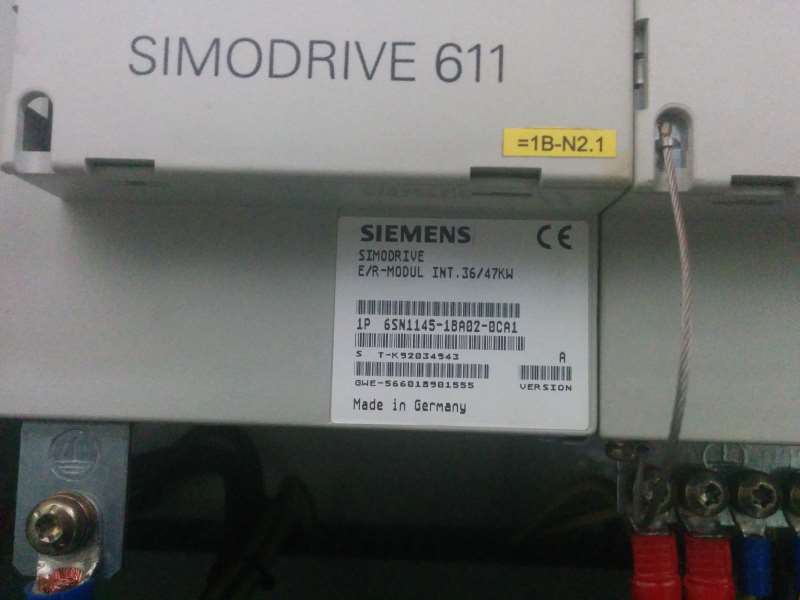 SIMODRIVE 611
=1B-N2.1
SIEMENS CE
SIMODRIVE
E/R-MODUL INT.36/47KW
1P 6SN1145-1BA02-0CA1
S T-K92034943 A
GWE-566018901555 VERSION
Made in Germany